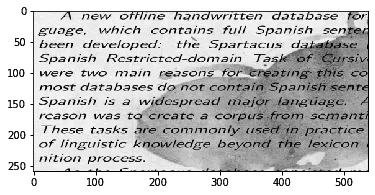 A new offline handwritten database for
guage, which contains full Spanish senten
been developed: the Spartacus database
Spanish Restricted-domain Task of Cursiv
were two main reasons for creating this co
most databases do not contain Spanish sente
Spanish is a widespread major language. A
reason was to create a corpus from semanti
These tasks are commonly used in practice
of linguistic knowledge beyond the lexicon
nition process.
0
50
100
150
200
250
0 100 200 300 400 500